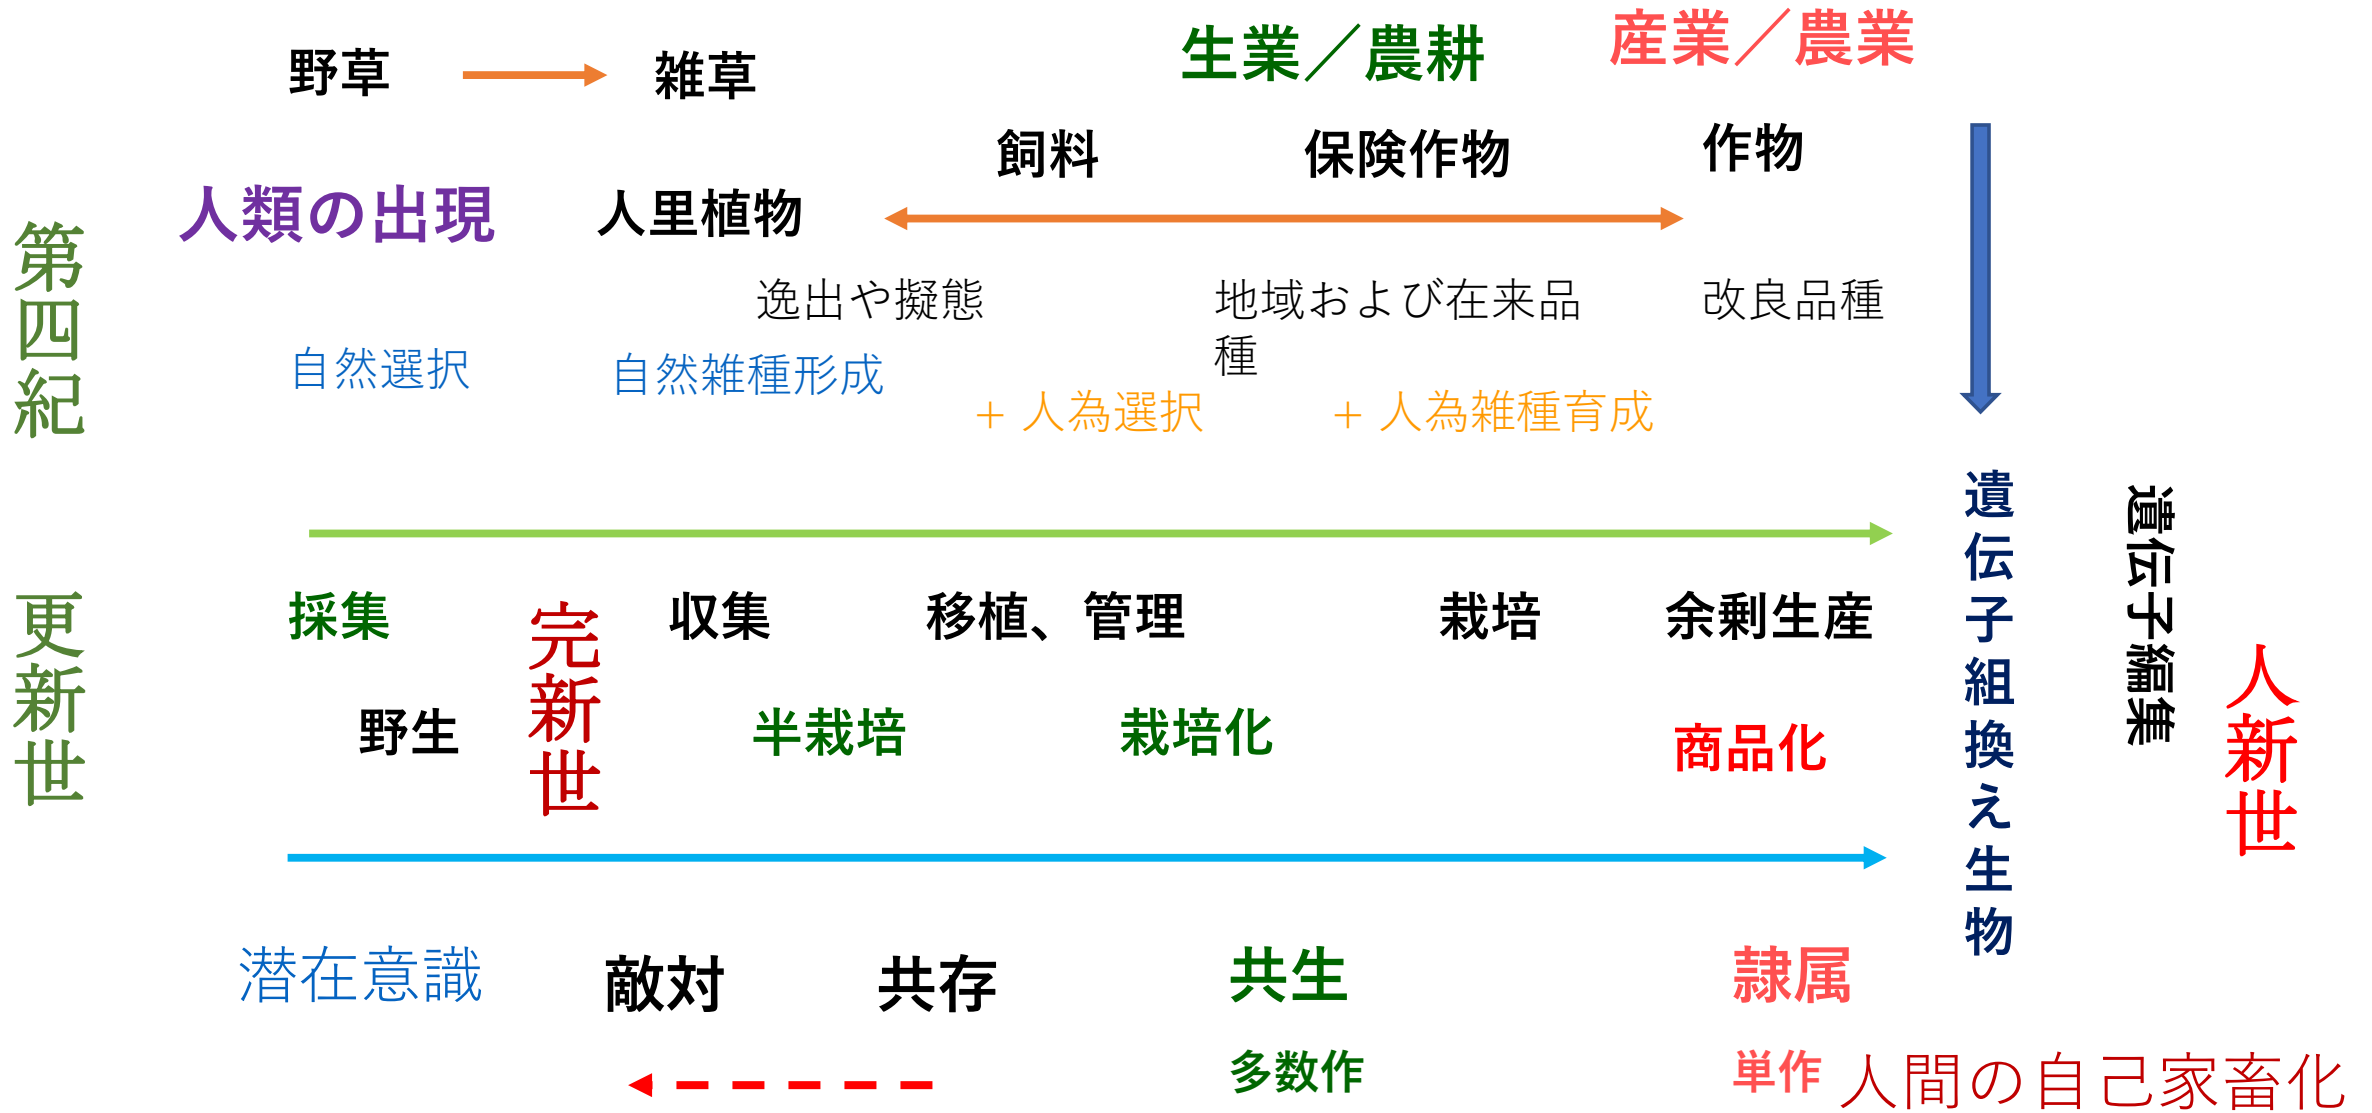 野草
雑草
生業／農耕
産業／農業
飼料
保険作物
作物
人類の出現
人里植物
第四紀
逸出や擬態
地域および在来品
種
改良品種
自然選択
自然雑種形成
+ 人為選択
+ 人為雑種育成
更新世
採集
完新世
収集
移植、管理
栽培
余剰生産
野生
半栽培
栽培化
商品化
遺伝子組換え生物
遺伝子編集
人新世
潜在意識
敵対
共存
共生
隷属
多数作
単作
人間の自己家畜化